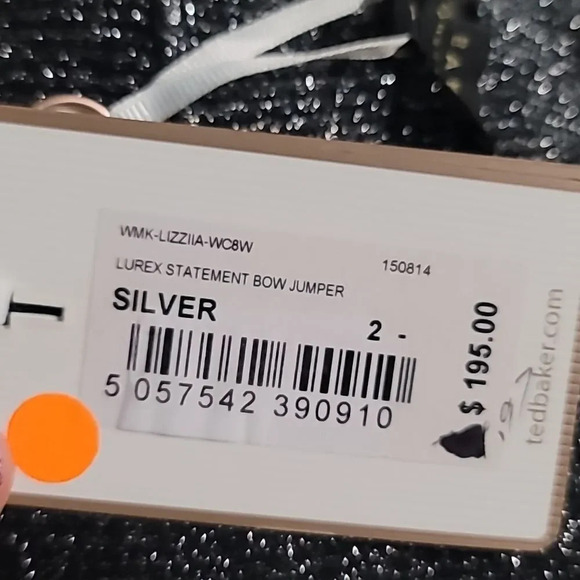 WMK-LIZZIIA-WC8W
150814
LUREX STATEMENT BOW JUMPER
SILVER
2 -
5 057542 390910
$ 195.00
tedbaker.com
T